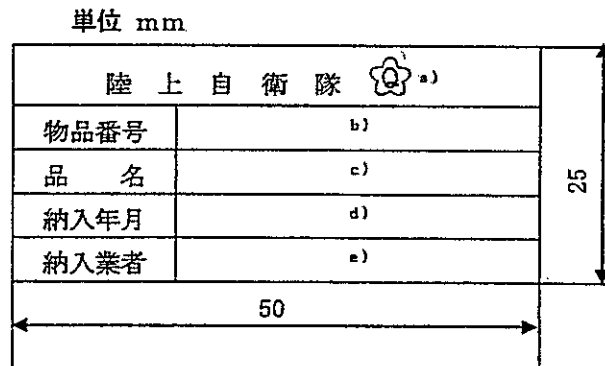 単位 mm
陸上自衛隊 a)
物品番号 b)
品 名 c)
納入年月 d)
納入業者 e)
25
50